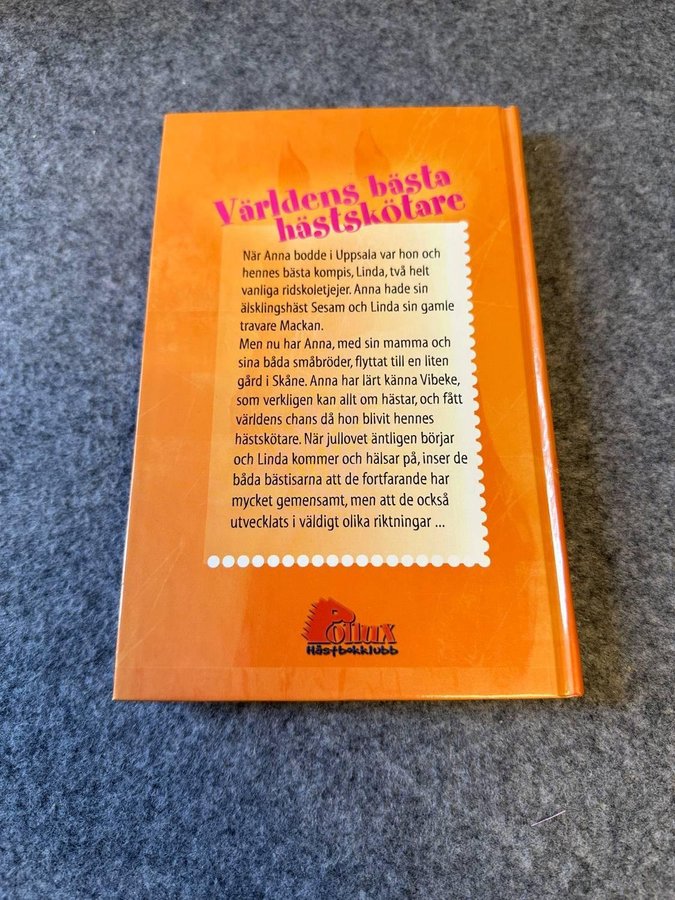 Världens bästa
hästskötare
När Anna bodde i Uppsala var hon och
hennes bästa kompis, Linda, två helt
vanliga ridskoletjejer. Anna hade sin
älsklingshäst Sesam och Linda sin gamle
travare Mackan.
Men nu har Anna, med sin mamma och
sina båda småbröder, flyttat till en liten
gård i Skåne. Anna har lärt känna Vibeke,
som verkligen kan allt om hästar, och fått
världens chans då hon blivit hennes
hästskötare. När jullovet äntligen börjar
och Linda kommer och hälsar på, inser de
båda bästisarna att de fortfarande har
mycket gemensamt, men att de också
utvecklats i väldigt olika riktningar ...
Pollux
Hästbokklubb